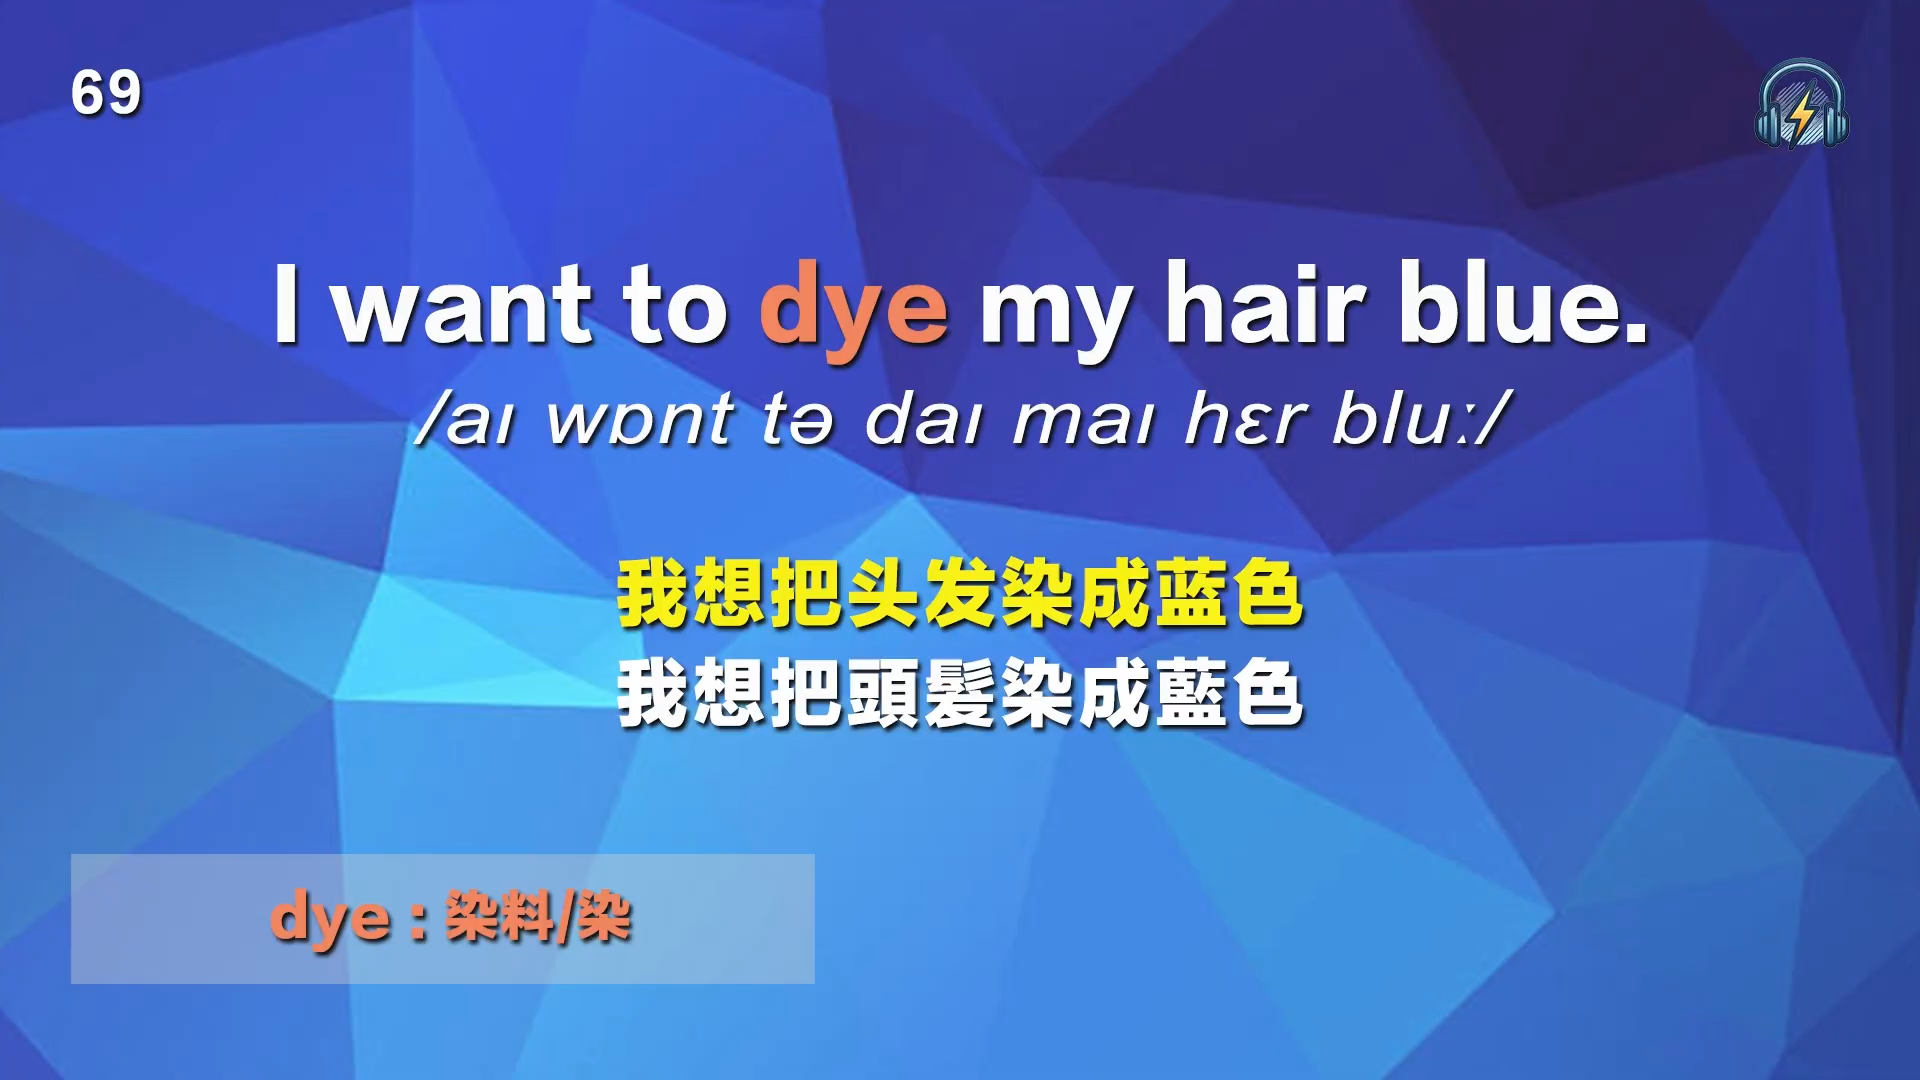 69
I want to dye my hair blue.
/aɪ wɒnt tə daɪ maɪ hɛr bluː/
我想把头发染成蓝色
我想把頭髪染成藍色
dye : 染料/染